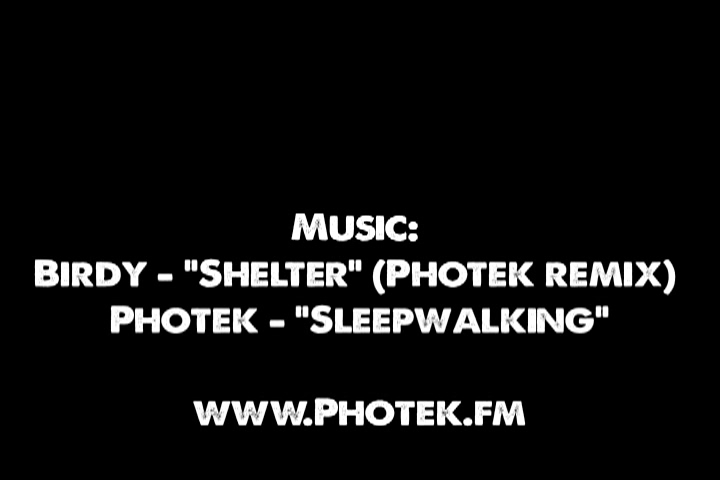 Music:
Birdy - "Shelter" (Photek remix)
Photek - "Sleepwalking"
www.Photek.fm